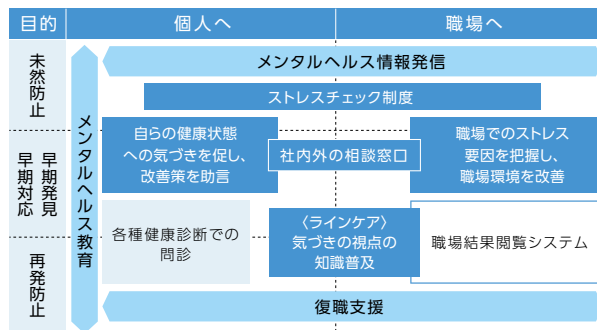 目的
個人へ
職場へ
未然防止
早期発見
早期対応
再発防止
メンタルヘルス教育
メンタルヘルス情報発信
ストレスチェック制度
自らの健康状態
への気づきを促し、
改善策を助言
社内外の相談窓口
職場でのストレス
要因を把握し、
職場環境を改善
各種健康診断での
問診
〈ラインケア〉
気づきの視点の
知識普及
職場結果閲覧システム
復職支援